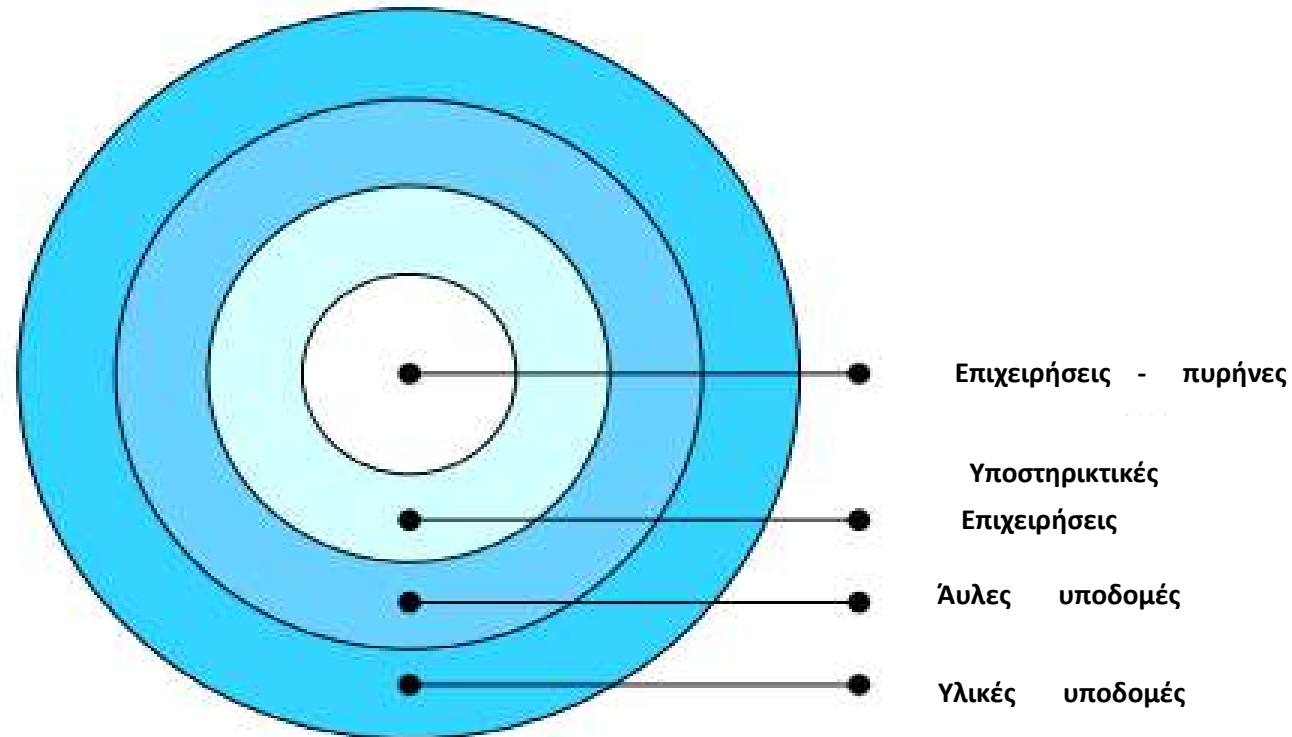 Επιχειρήσεις - πυρήνες
Υποστηρικτικές
Επιχειρήσεις
Άυλες υποδομές
Υλικές υποδομές